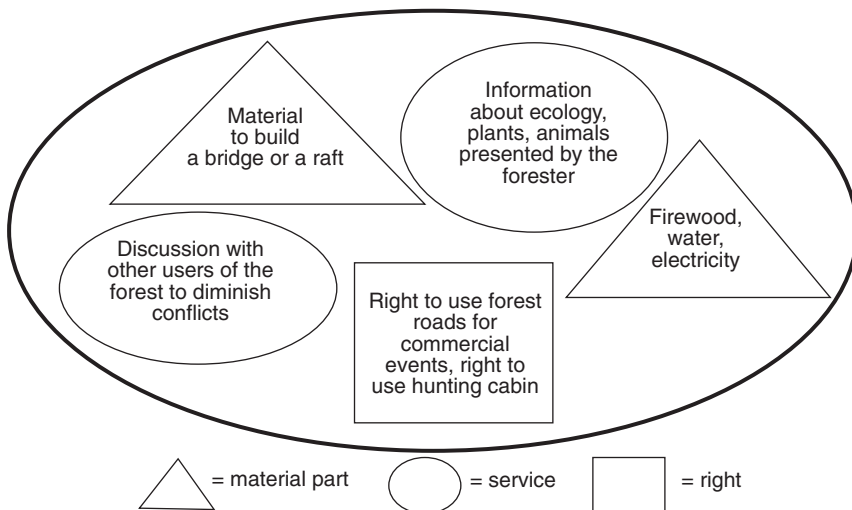 Material
to build
a bridge or a raft
Information
about ecology,
plants, animals
presented by the
forester
Firewood,
water,
electricity
Discussion with
other users of the
forest to diminish
conflicts
Right to use forest
roads for
commercial
events, right to
use hunting cabin
= material part
= service
= right